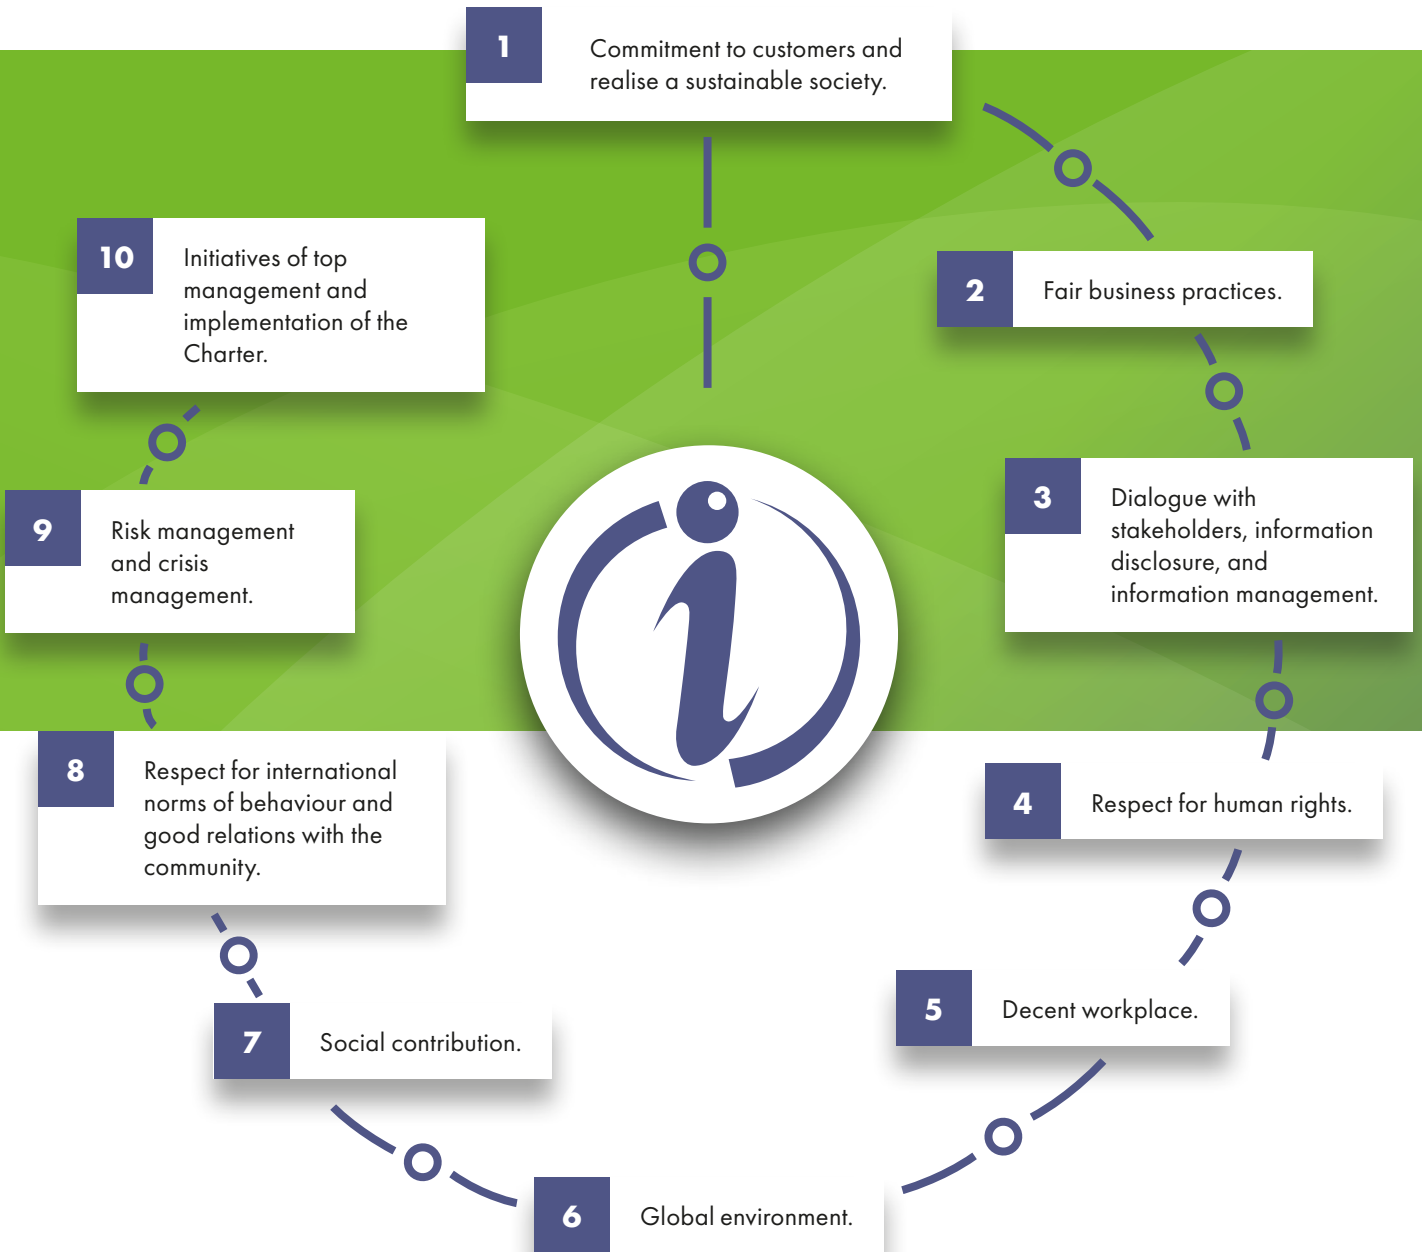 1
Commitment to customers and
realise a sustainable society.
2
Fair business practices.
3
Dialogue with
stakeholders, information
disclosure, and
information management.
4
Respect for human rights.
5
Decent workplace.
6
Global environment.
7
Social contribution.
8
Respect for international
norms of behaviour and
good relations with the
community.
9
Risk management
and crisis
management.
10
Initiatives of top
management and
implementation of the
Charter.
i